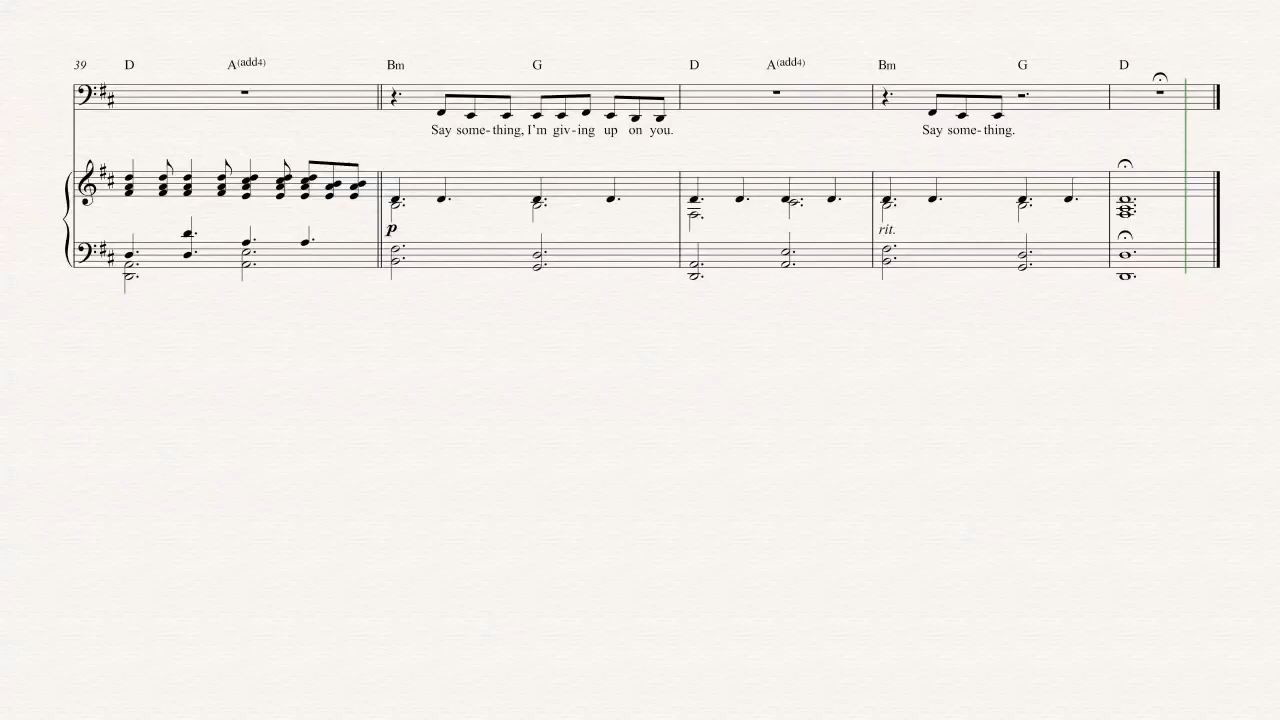 39 D A(add4) Bm G D A(add4) Bm G D
Say some-thing, I'm giv-ing up on you. Say some-thing.
p rit.